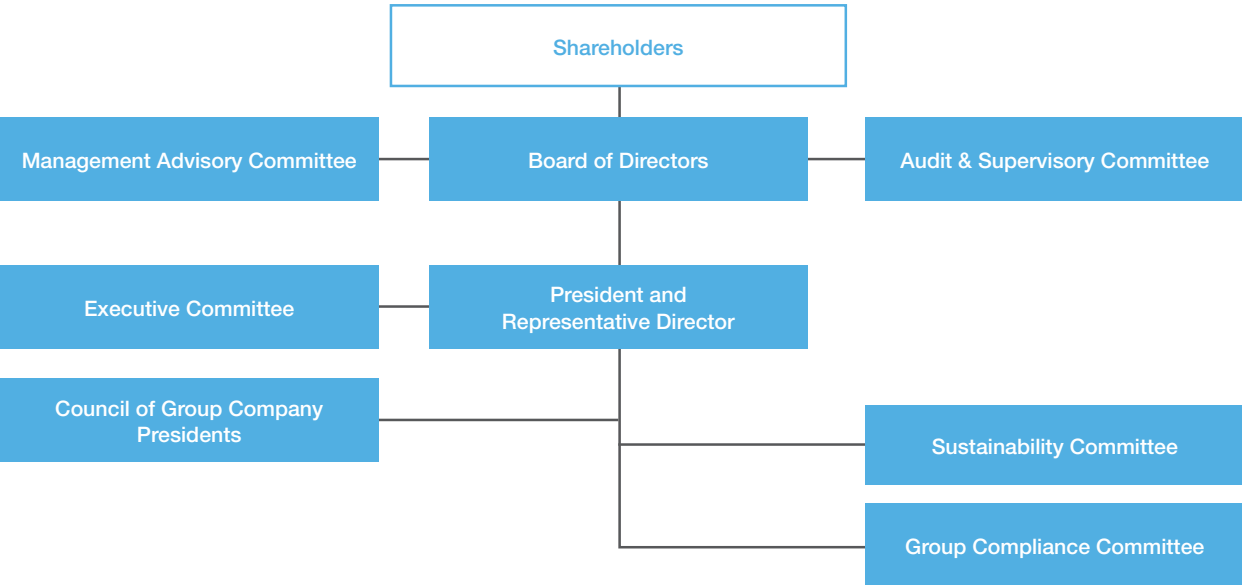 Shareholders
Management Advisory Committee
Board of Directors
Audit & Supervisory Committee
Executive Committee
President and
Representative Director
Council of Group Company
Presidents
Sustainability Committee
Group Compliance Committee